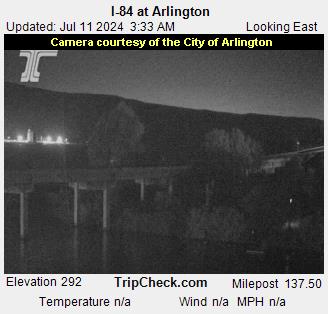 I-84 at Arlington
Updated: Jul 11 2024 3:33 AM Looking East
Camera courtesy of the City of Arlington
Elevation 292 TripCheck.com Milepost 137.50
Temperature n/a Wind n/a MPH n/a